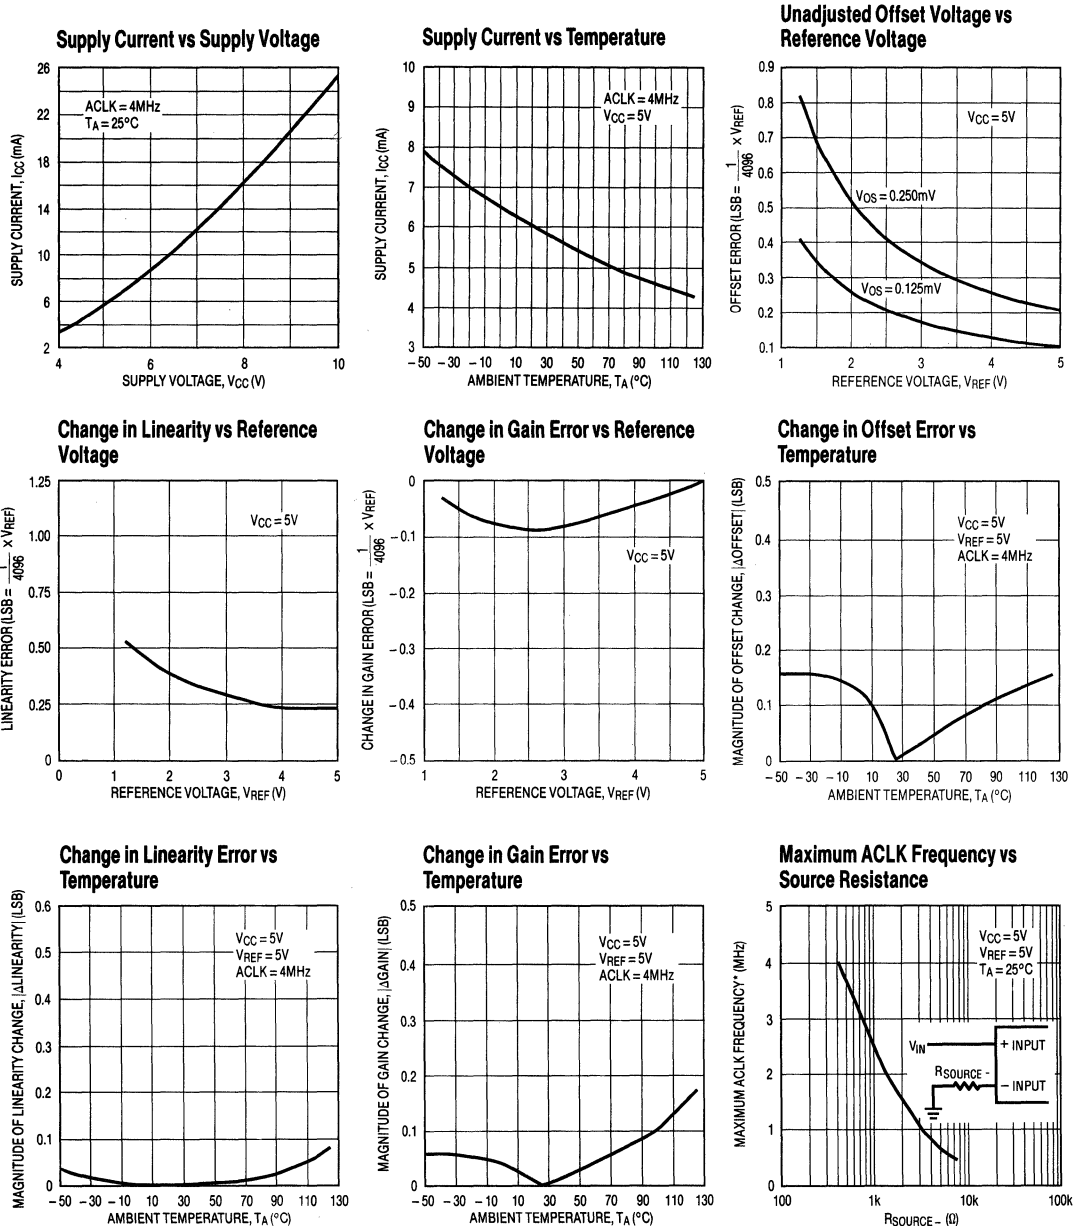 Supply Current vs Supply Voltage
26
22
18
14
10
6
2
ACLK = 4MHz
TA = 25°C
SUPPLY CURRENT, ICC (mA)
4 6 8 10
SUPPLY VOLTAGE, VCC (V)
Supply Current vs Temperature
10
9
8
7
6
5
4
3
ACLK = 4MHz
VCC = 5V
SUPPLY CURRENT, ICC (mA)
–50 –30 –10 10 30 50 70 90 110 130
AMBIENT TEMPERATURE, TA (°C)
Unadjusted Offset Voltage vs
Reference Voltage
0.9
0.8
0.7
0.6
0.5
0.4
0.3
0.2
0.1
VCC = 5V
VOS = 0.250mV
VOS = 0.125mV
OFFSET ERROR (LSB = 1/4096 x VREF)
1 2 3 4 5
REFERENCE VOLTAGE, VREF (V)
Change in Linearity vs Reference
Voltage
1.25
1.00
0.75
0.50
0.25
0
VCC = 5V
LINEARITY ERROR (LSB = 1/4096 x VREF)
0 1 2 3 4 5
REFERENCE VOLTAGE, VREF (V)
Change in Gain Error vs Reference
Voltage
0
–0.1
–0.2
–0.3
–0.4
–0.5
VCC = 5V
CHANGE IN GAIN ERROR (LSB = 1/4096 x VREF)
1 2 3 4 5
REFERENCE VOLTAGE, VREF (V)
Change in Offset Error vs
Temperature
0.5
0.4
0.3
0.2
0.1
0
VCC = 5V
VREF = 5V
ACLK = 4MHz
MAGNITUDE OF OFFSET CHANGE, |ΔOFFSET| (LSB)
–50 –30 –10 10 30 50 70 90 110 130
AMBIENT TEMPERATURE, TA (°C)
Change in Linearity Error vs
Temperature
0.6
0.5
0.4
0.3
0.2
0.1
0
VCC = 5V
VREF = 5V
ACLK = 4MHz
MAGNITUDE OF LINEARITY CHANGE, |ΔLINEARITY| (LSB)
–50 –30 –10 10 30 50 70 90 110 130
AMBIENT TEMPERATURE, TA (°C)
Change in Gain Error vs
Temperature
0.5
0.4
0.3
0.2
0.1
0
VCC = 5V
VREF = 5V
ACLK = 4MHz
MAGNITUDE OF GAIN CHANGE, |ΔGAIN| (LSB)
–50 –30 –10 10 30 50 70 90 110 130
AMBIENT TEMPERATURE, TA (°C)
Maximum ACLK Frequency vs
Source Resistance
5
4
3
2
1
0
VCC = 5V
VREF = 5V
TA = 25°C
VIN
+ INPUT
RSOURCE –
– INPUT
MAXIMUM ACLK FREQUENCY* (MHz)
100 1k 10k 100k
RSOURCE – (Ω)